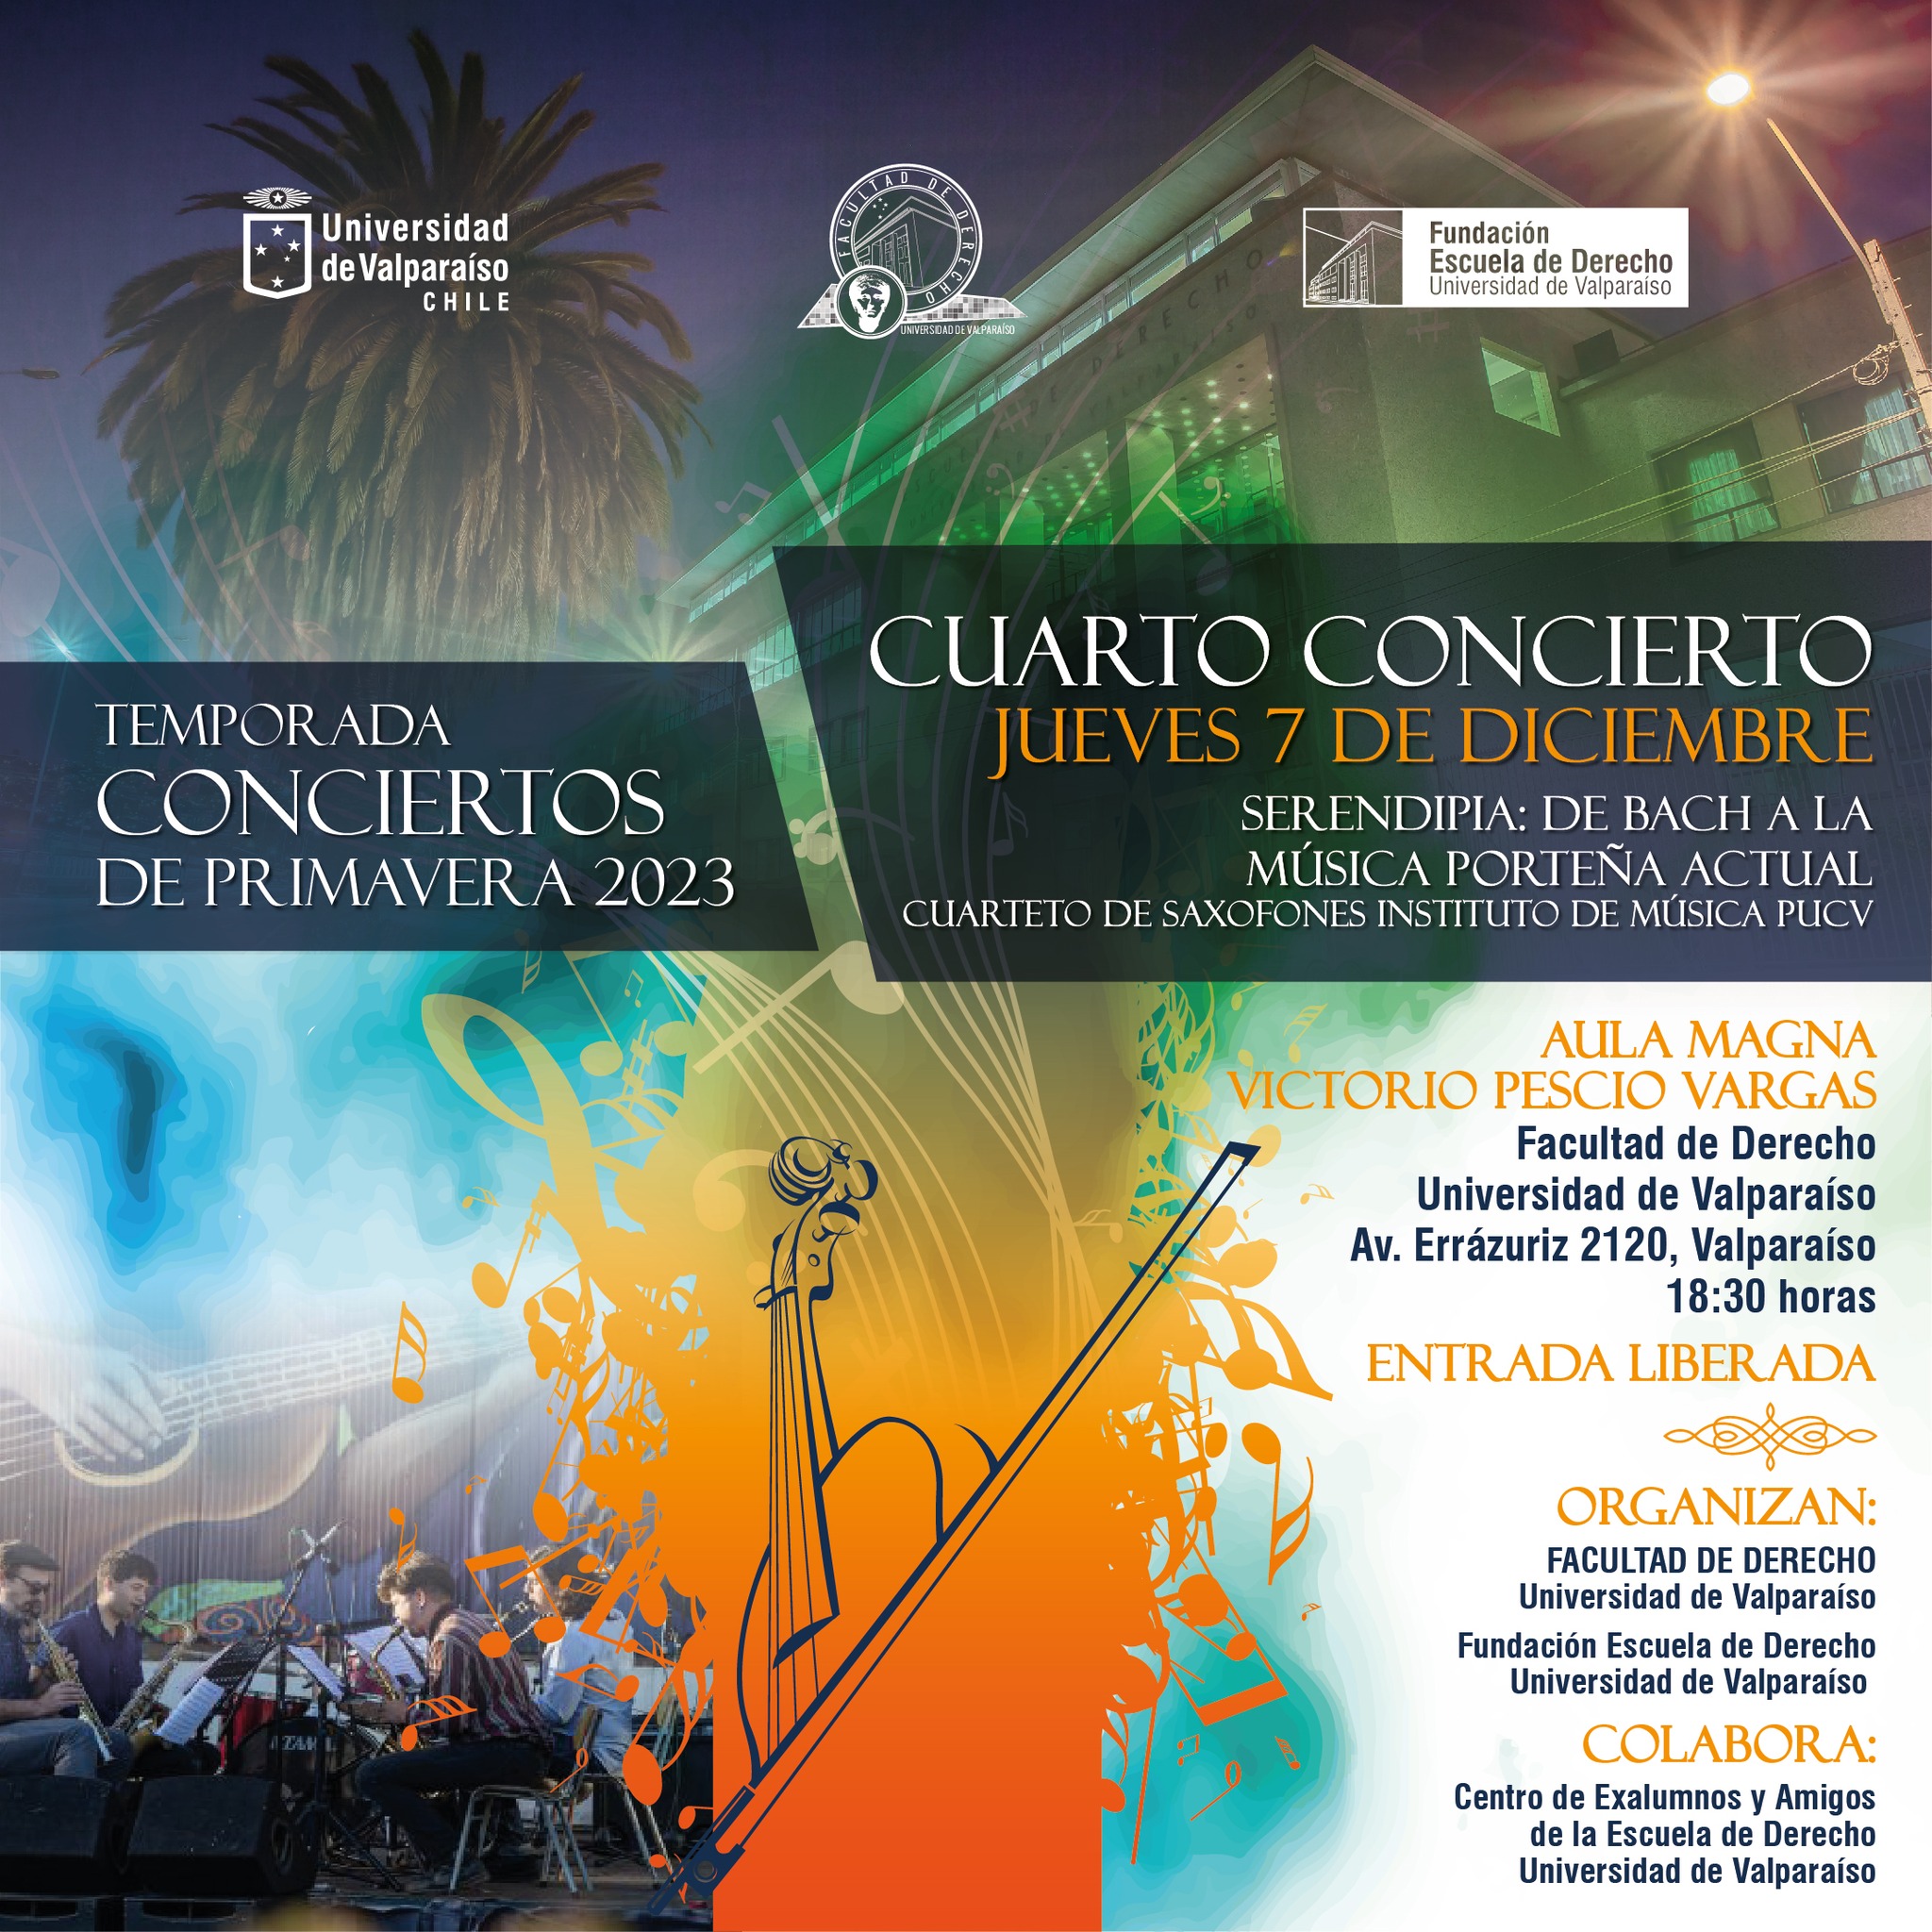 Universidad
de Valparaíso
CHILE
FACULTAD DE DERECHO
UNIVERSIDAD DE VALPARAÍSO
Fundación
Escuela de Derecho
Universidad de Valparaíso
TEMPORADA
CONCIERTOS
DE PRIMAVERA 2023
CUARTO CONCIERTO
JUEVES 7 DE DICIEMBRE
SERENDIPIA: DE BACH A LA
MÚSICA PORTEÑA ACTUAL
CUARTETO DE SAXOFONES INSTITUTO DE MÚSICA PUCV
AULA MAGNA
VICTORIO PESCIO VARGAS
Facultad de Derecho
Universidad de Valparaíso
Av. Errázuriz 2120, Valparaíso
18:30 horas
ENTRADA LIBERADA
ORGANIZAN:
FACULTAD DE DERECHO
Universidad de Valparaíso
Fundación Escuela de Derecho
Universidad de Valparaíso
COLABORA:
Centro de Exalumnos y Amigos
de la Escuela de Derecho
Universidad de Valparaíso
TAMA